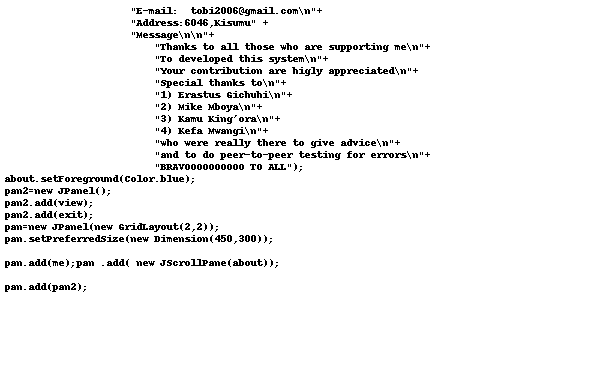 "E-mail:  tobi2006@gmail.com\n"+
"Address:6046,Kisumu" +
"Message\n\n"+
"Thanks to all those who are supporting me\n"+
"To developed this system\n"+
"Your contribution are higly appreciated\n"+
"Special thanks to\n"+
"1) Erastus Gichuhi\n"+
"2) Mike Mboya\n"+
"3) Kamu King'ora\n"+
"4) Kefa Mwangi\n"+
"who were really there to give advice\n"+
"and to do peer-to-peer testing for errors\n"+
"BRAVOOOOOOOOOO TO ALL");
about.setForeground(Color.blue);
pan2=new JPanel();
pan2.add(view);
pan2.add(exit);
pan=new JPanel(new GridLayout(2,2));
pan.setPreferredSize(new Dimension(450,300));
pan.add(me);pan .add( new JScrollPane(about));
pan.add(pan2);